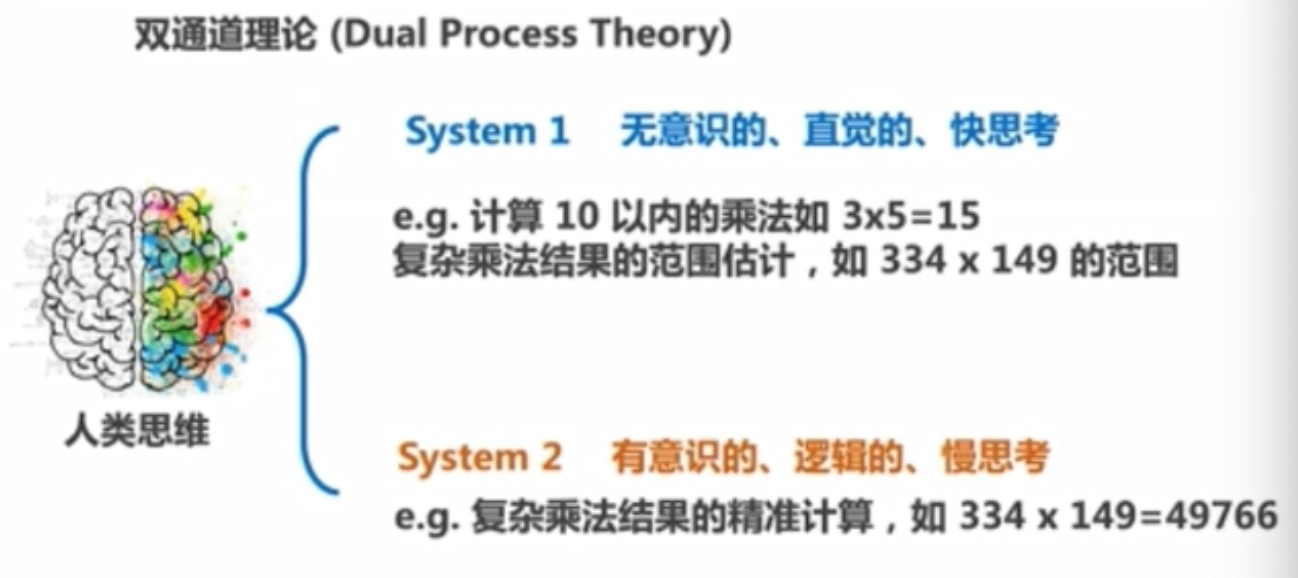 双通道理论 (Dual Process Theory)
System 1 无意识的、直觉的、快思考
e.g. 计算 10 以内的乘法如 3x5=15
复杂乘法结果的范围估计，如 334 x 149 的范围
人类思维
System 2 有意识的、逻辑的、慢思考
e.g. 复杂乘法结果的精准计算，如 334 x 149=49766